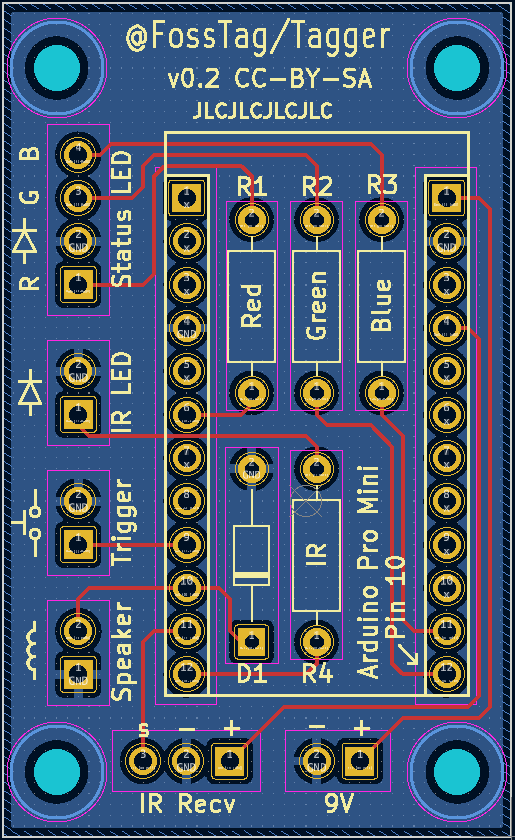 @FossTag/Tagger
v0.2 CC-BY-SA
JLCJLCJLCJLC
B
G
R
Status LED
R1
R2
R3
Red
Green
Blue
IR LED
Trigger
Speaker
D1
IR
R4
Arduino Pro Mini
Pin 10
S
-
+
IR Recv
-
+
9V